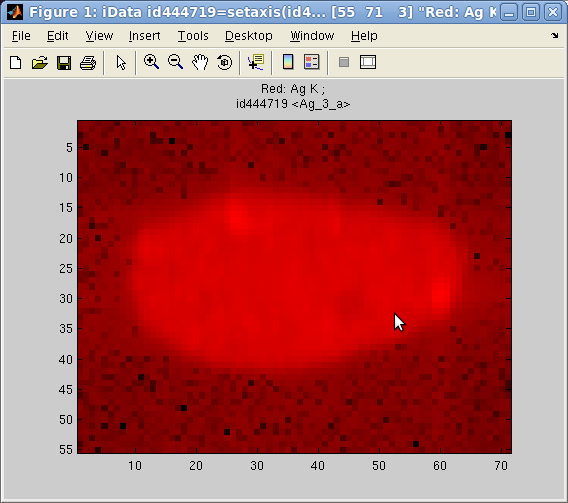 Figure 1: iData id444719=setaxis(id4... [55 71 3] "Red: Ag K
File Edit View Insert Tools Desktop Window Help
Red: Ag K ;
id444719 <Ag_3_a>
5
10
15
20
25
30
35
40
45
50
55
10 20 30 40 50 60 70